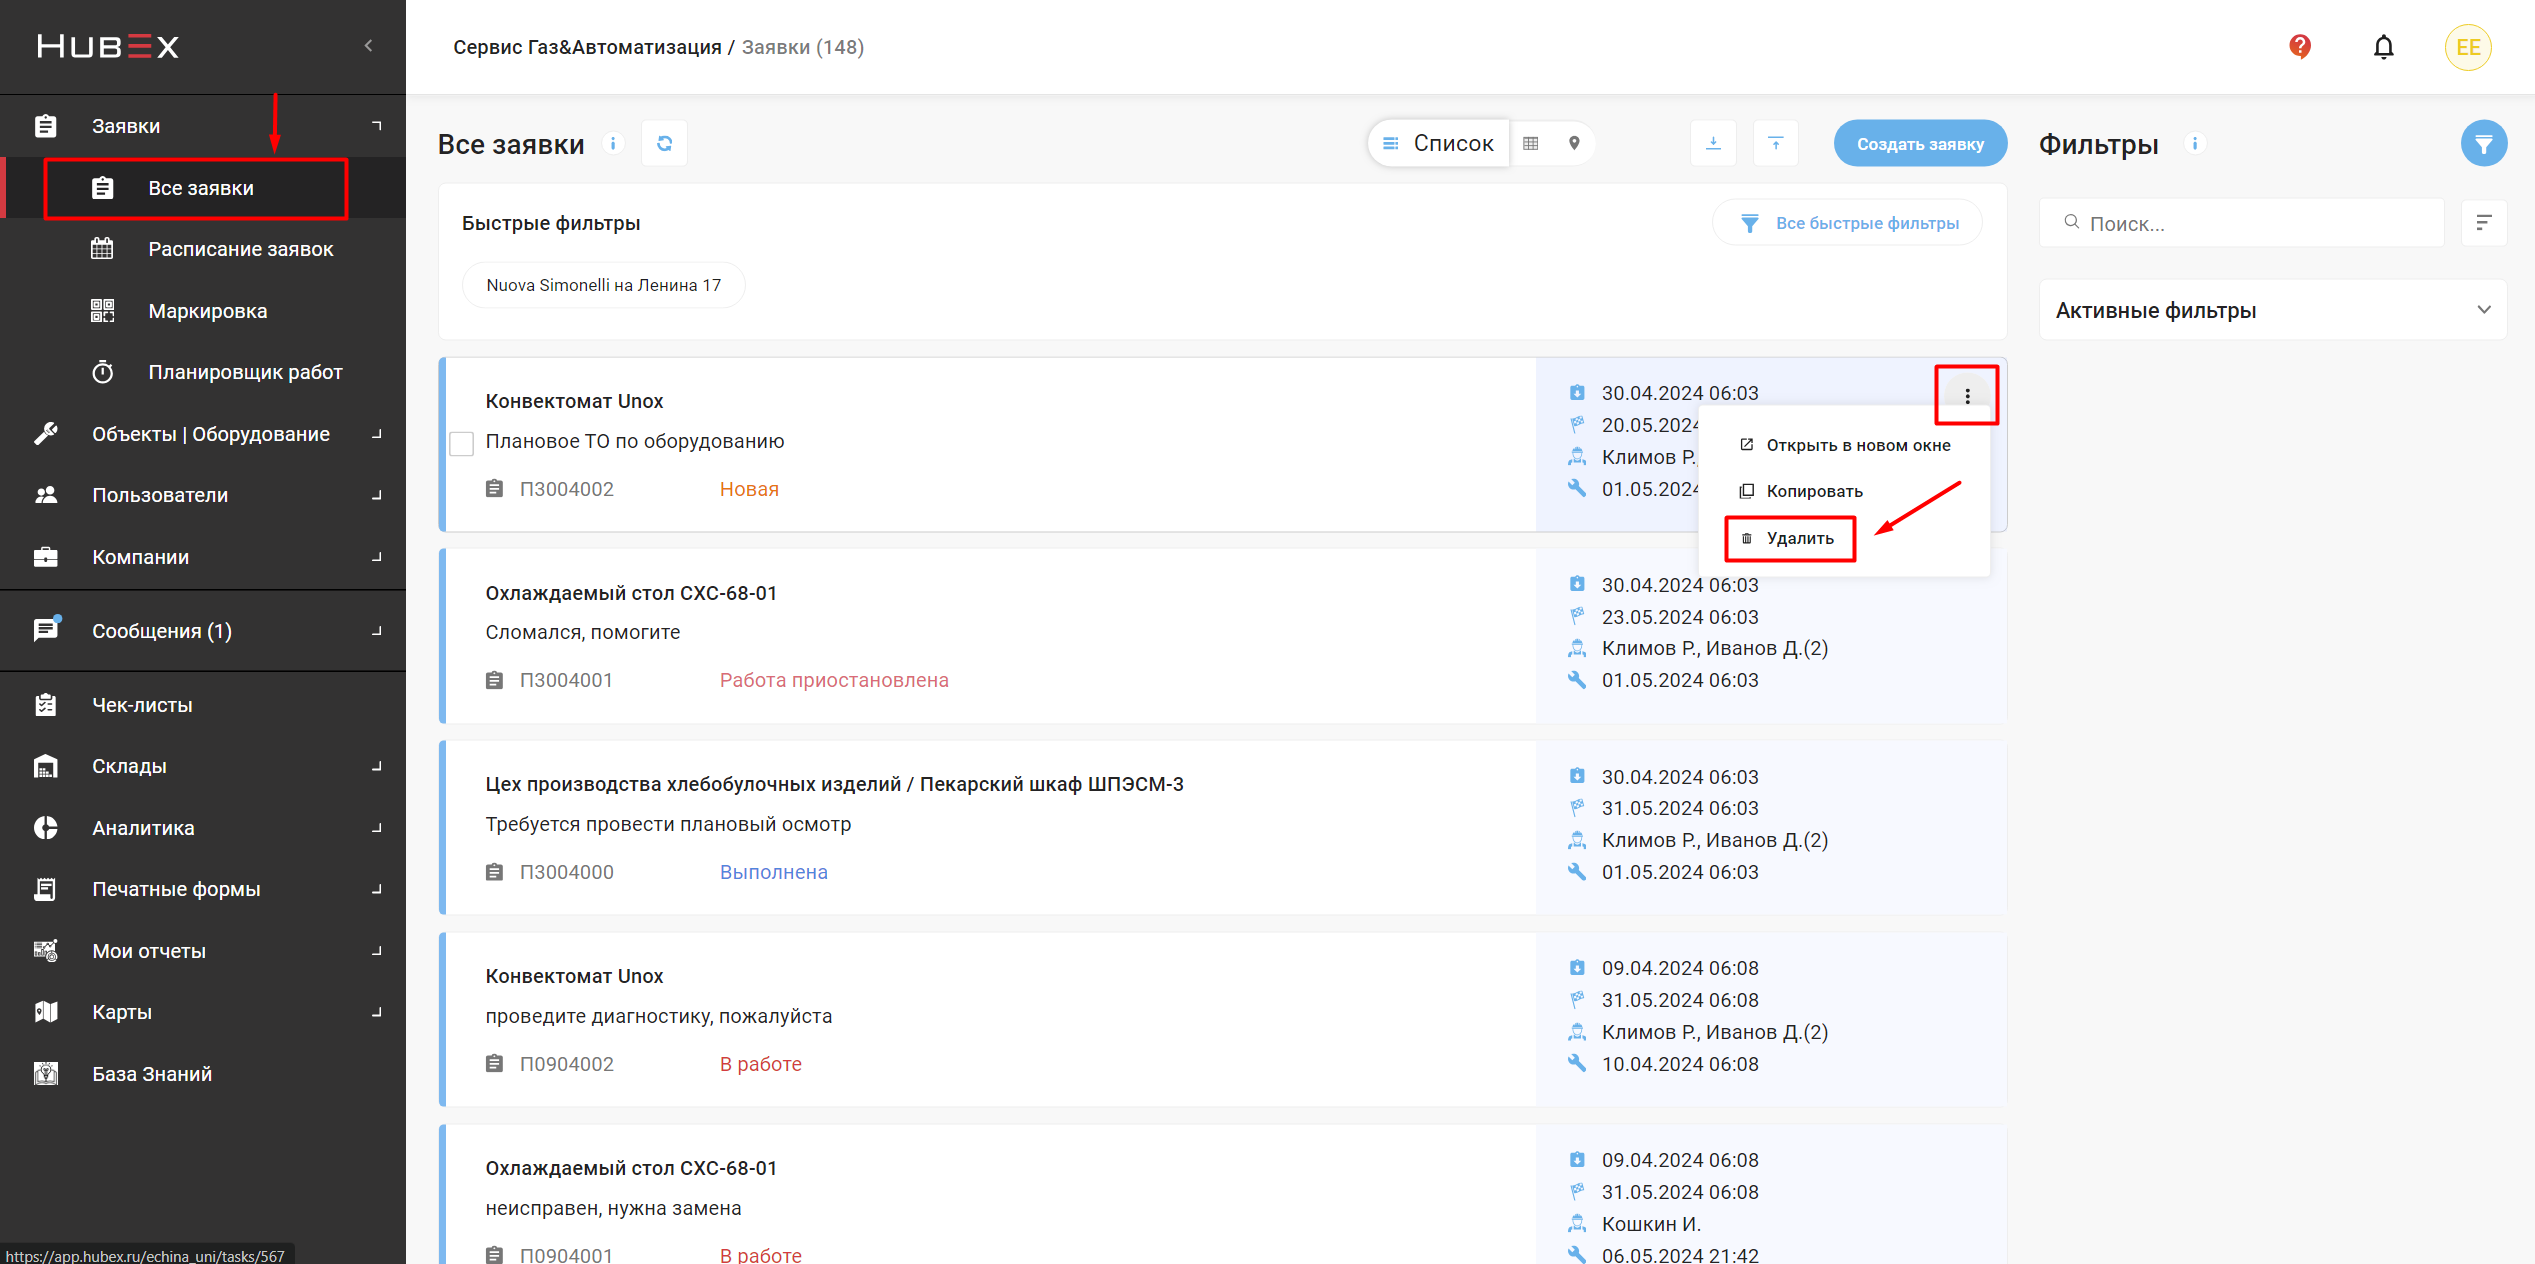 HUBEX
Сервис Газ&Автоматизация / Заявки (148)
EE
Заявки
Все заявки
Расписание заявок
Маркировка
Планировщик работ
Объекты | Оборудование
Пользователи
Компании
Сообщения (1)
Чек-листы
Склады
Аналитика
Печатные формы
Мои отчеты
Карты
База Знаний
https://app.hubex.ru/echina_uni/tasks/567
Все заявки
Список
Создать заявку
Быстрые фильтры
Все быстрые фильтры
Nuova Simonelli на Ленина 17
Конвектомат Unox
Плановое ТО по оборудованию
П3004002 Новая
30.04.2024 06:03
20.05.2024
Климов Р.,
01.05.2024
Открыть в новом окне
Копировать
Удалить
Охлаждаемый стол СХС-68-01
Сломался, помогите
П3004001 Работа приостановлена
30.04.2024 06:03
23.05.2024 06:03
Климов Р., Иванов Д.(2)
01.05.2024 06:03
Цех производства хлебобулочных изделий / Пекарский шкаф ШПЭСМ-3
Требуется провести плановый осмотр
П3004000 Выполнена
30.04.2024 06:03
31.05.2024 06:03
Климов Р., Иванов Д.(2)
01.05.2024 06:03
Конвектомат Unox
проведите диагностику, пожалуйста
П0904002 В работе
09.04.2024 06:08
31.05.2024 06:08
Климов Р., Иванов Д.(2)
10.04.2024 06:08
Охлаждаемый стол СХС-68-01
неисправен, нужна замена
П0904001 В работе
09.04.2024 06:08
31.05.2024 06:08
Кошкин И.
06.05.2024 21:42
Фильтры
Поиск...
Активные фильтры